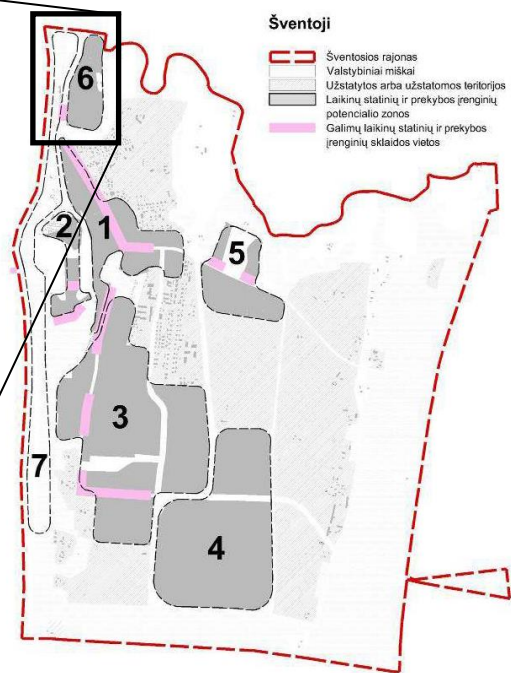 Šventoji
Šventosios rajonas
Valstybiniai miškai
Užstatytos arba užstatomos teritorijos
Laikinų statinių ir prekybos įrenginių
potencialio zonos
Galimų laikinų statinių ir prekybos
įrenginių sklaidos vietos
6
2
1
5
3
7
4